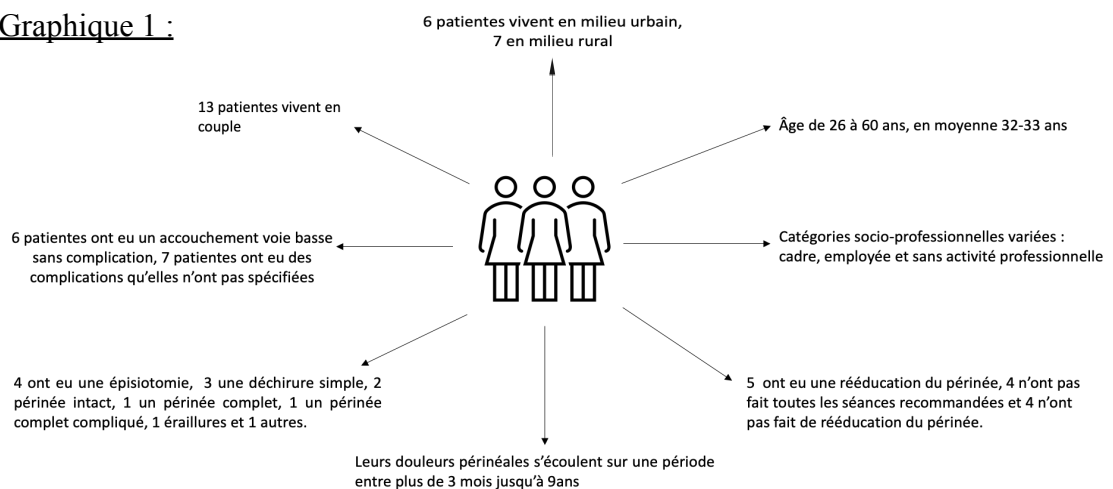 Graphique 1 :
6 patientes vivent en milieu urbain,
7 en milieu rural
13 patientes vivent en
couple
Âge de 26 à 60 ans, en moyenne 32-33 ans
6 patientes ont eu un accouchement voie basse
sans complication, 7 patientes ont eu des
complications qu'elles n'ont pas spécifiées
Catégories socio-professionnelles variées :
cadre, employée et sans activité professionnelle
4 ont eu une épisiotomie, 3 une déchirure simple, 2
périnée intact, 1 un périnée complet, 1 un périnée
complet compliqué, 1 éraillures et 1 autres.
5 ont eu une rééducation du périnée, 4 n'ont pas
fait toutes les séances recommandées et 4 n'ont
pas fait de rééducation du périnée.
Leurs douleurs périnéales s'écoulent sur une période
entre plus de 3 mois jusqu'à 9ans